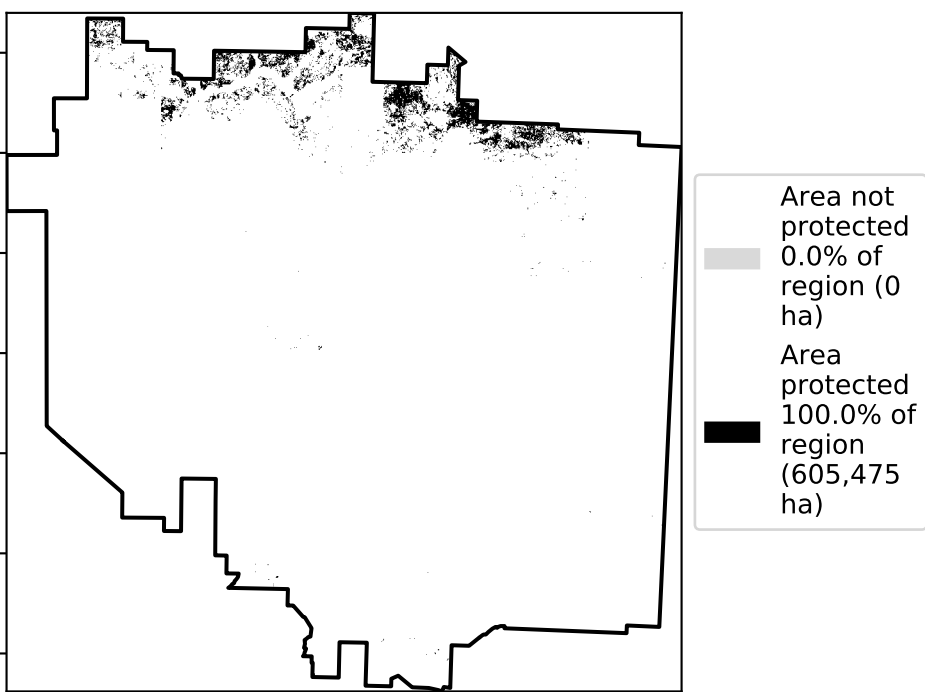 Area not
protected
0.0% of
region (0
ha)
Area
protected
100.0% of
region
(605,475
ha)